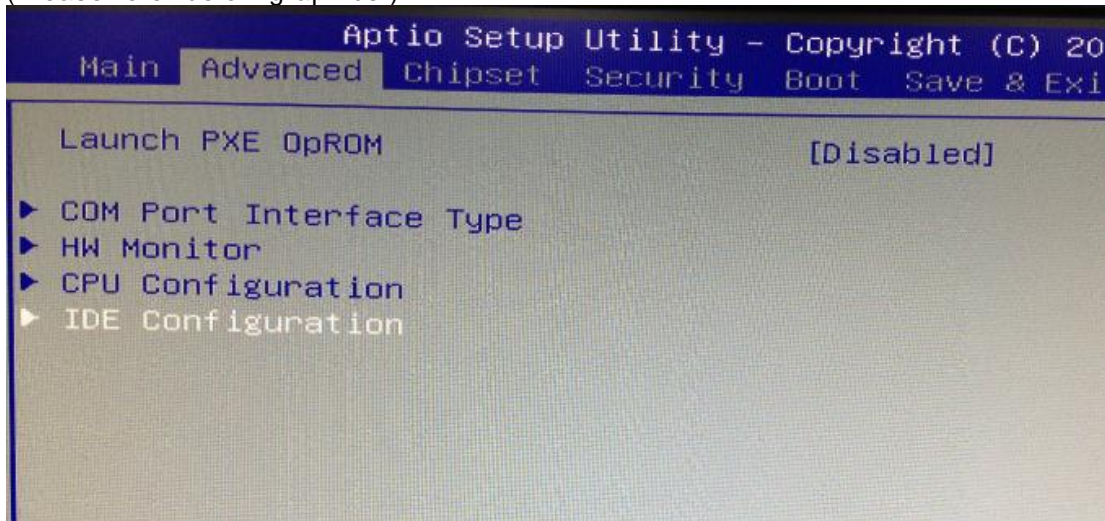 Aptio Setup Utility - Copyright (C) 20
Main Advanced Chipset Security Boot Save & Exi
Launch PXE OpROM [Disabled]
► COM Port Interface Type
► HW Monitor
► CPU Configuration
► IDE Configuration